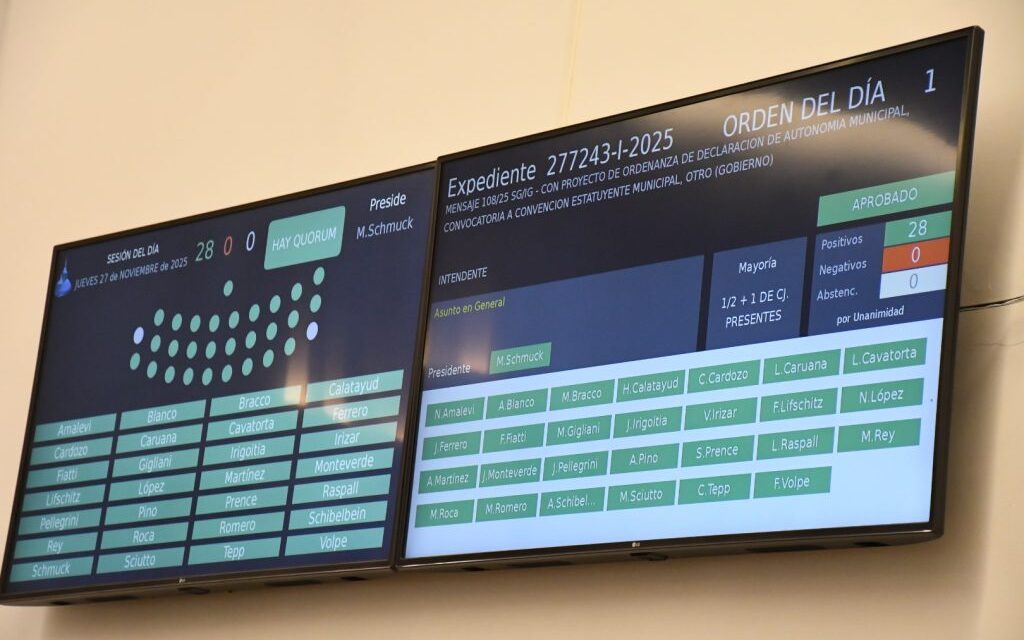 SESIÓN DEL DÍA
JUEVES 27 de NOVIEMBRE de 2025
28 0 0
HAY QUORUM
Preside
M.Schmuck
Amalevi Blanco Bracco Calatayud
Cardozo Caruana Cavatorta Ferrero
Fiatti Gigliani Irigoitia Irizar
Lifschitz López Martínez Monteverde
Pellegrini Pino Prence Raspall
Rey Roca Romero Schibelbein
Schmuck Sciutto Tepp Volpe
LG
Expediente 277243-I-2025
ORDEN DEL DÍA 1
MENSAJE 108/25 SG/IG - CON PROYECTO DE ORDENANZA DE DECLARACION DE AUTONOMIA MUNICIPAL,
CONVOCATORIA A CONVENCION ESTATUYENTE MUNICIPAL, OTRO (GOBIERNO)
INTENDENTE
Asunto en General
Mayoría
1/2 + 1 DE CJ.
PRESENTES
APROBADO
Positivos 28
Negativos 0
Abstenc. 0
por Unanimidad
Presidente M.Schmuck
N.Amalevi A.Blanco M.Bracco H.Calatayud C.Cardozo L.Caruana L.Cavatorta
J.Ferrero F.Fiatti M.Gigliani J.Irigoitia V.Irizar F.Lifschitz N.López
A.Martínez J.Monteverde J.Pellegrini A.Pino S.Prence L.Raspall M.Rey
M.Roca M.Romero A.Schibel... M.Sciutto C.Tepp F.Volpe
LG